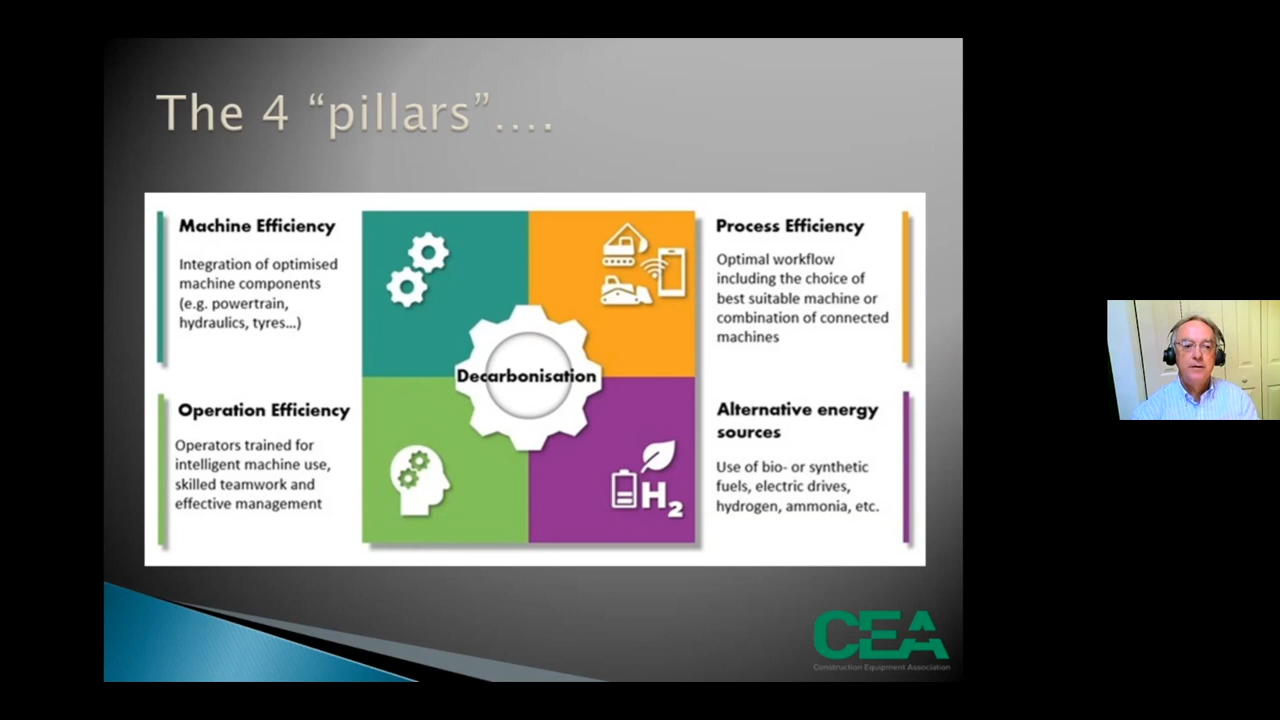 The 4 “pillars”....
Machine Efficiency
Integration of optimised
machine components
(e.g. powertrain,
hydraulics, tyres...)
Process Efficiency
Optimal workflow
including the choice of
best suitable machine or
combination of connected
machines
Decarbonisation
Operation Efficiency
Operators trained for
intelligent machine use,
skilled teamwork and
effective management
Alternative energy
sources
Use of bio- or synthetic
fuels, electric drives,
hydrogen, ammonia, etc.
H2
CEA
Construction Equipment Association